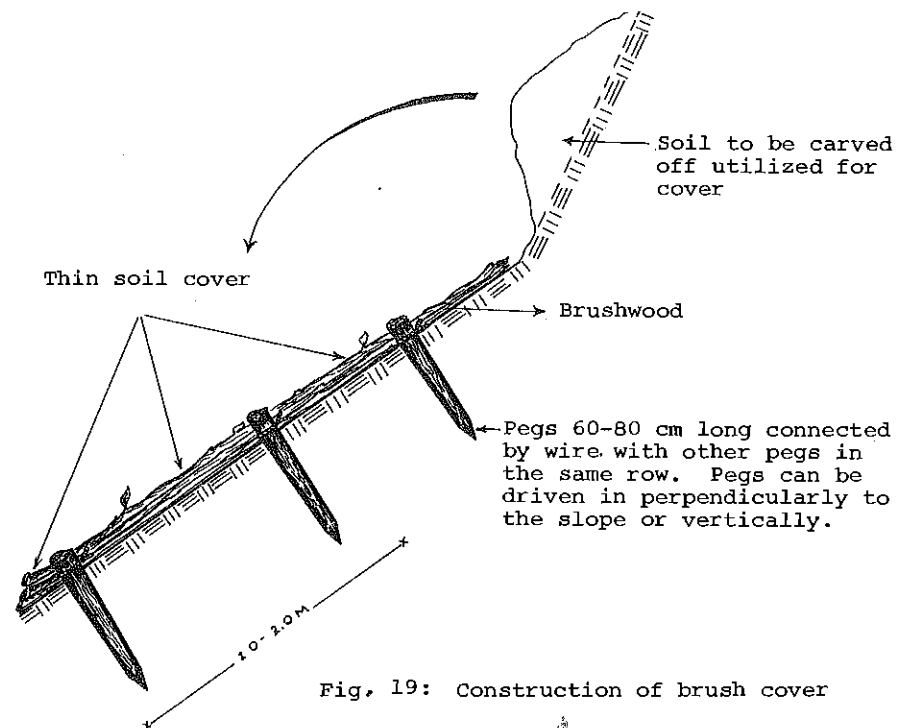 Soil to be carved
off utilized for
cover
Thin soil cover
Brushwood
Pegs 60-80 cm long connected
by wire with other pegs in
the same row. Pegs can be
driven in perpendicularly to
the slope or vertically.
10-2.0M
Fig. 19: Construction of brush cover